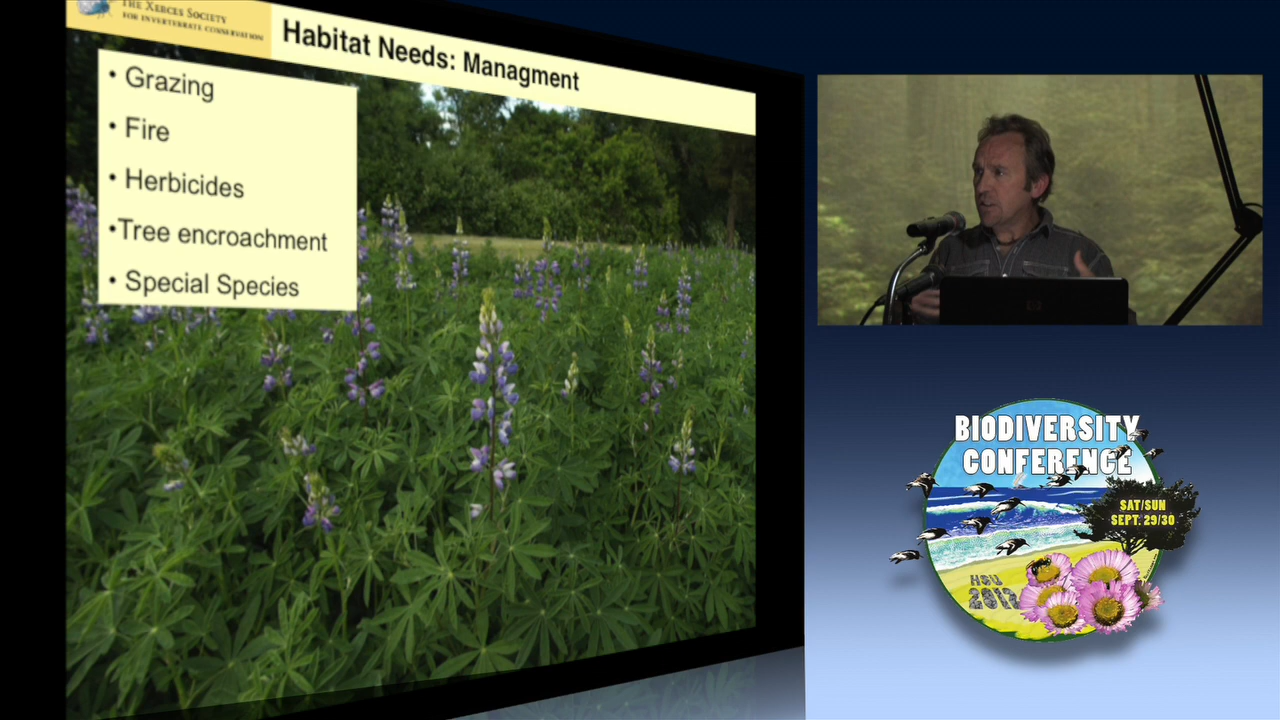 THE XERCES SOCIETY
FOR INVERTEBRATE CONSERVATION
Habitat Needs: Managment
• Grazing
• Fire
• Herbicides
•Tree encroachment
• Special Species
BIODIVERSITY
CONFERENCE
SAT/SUN
SEPT. 29/30
HSU
2012